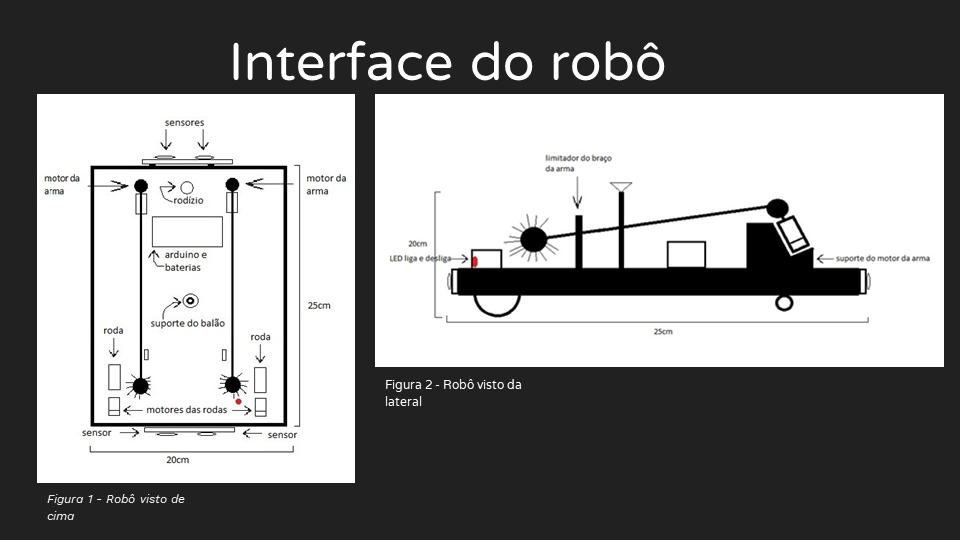 Interface do robô
sensores
motor da
arma
motor da
arma
rodízio
arduino e
baterias
25cm
suporte do balão
roda
roda
motores das rodas
sensor
sensor
20cm
Figura 1 - Robô visto de
cima
limitador do braço
da arma
20cm
LED liga e desliga
suporte do motor da arma
25cm
Figura 2 - Robô visto da
lateral